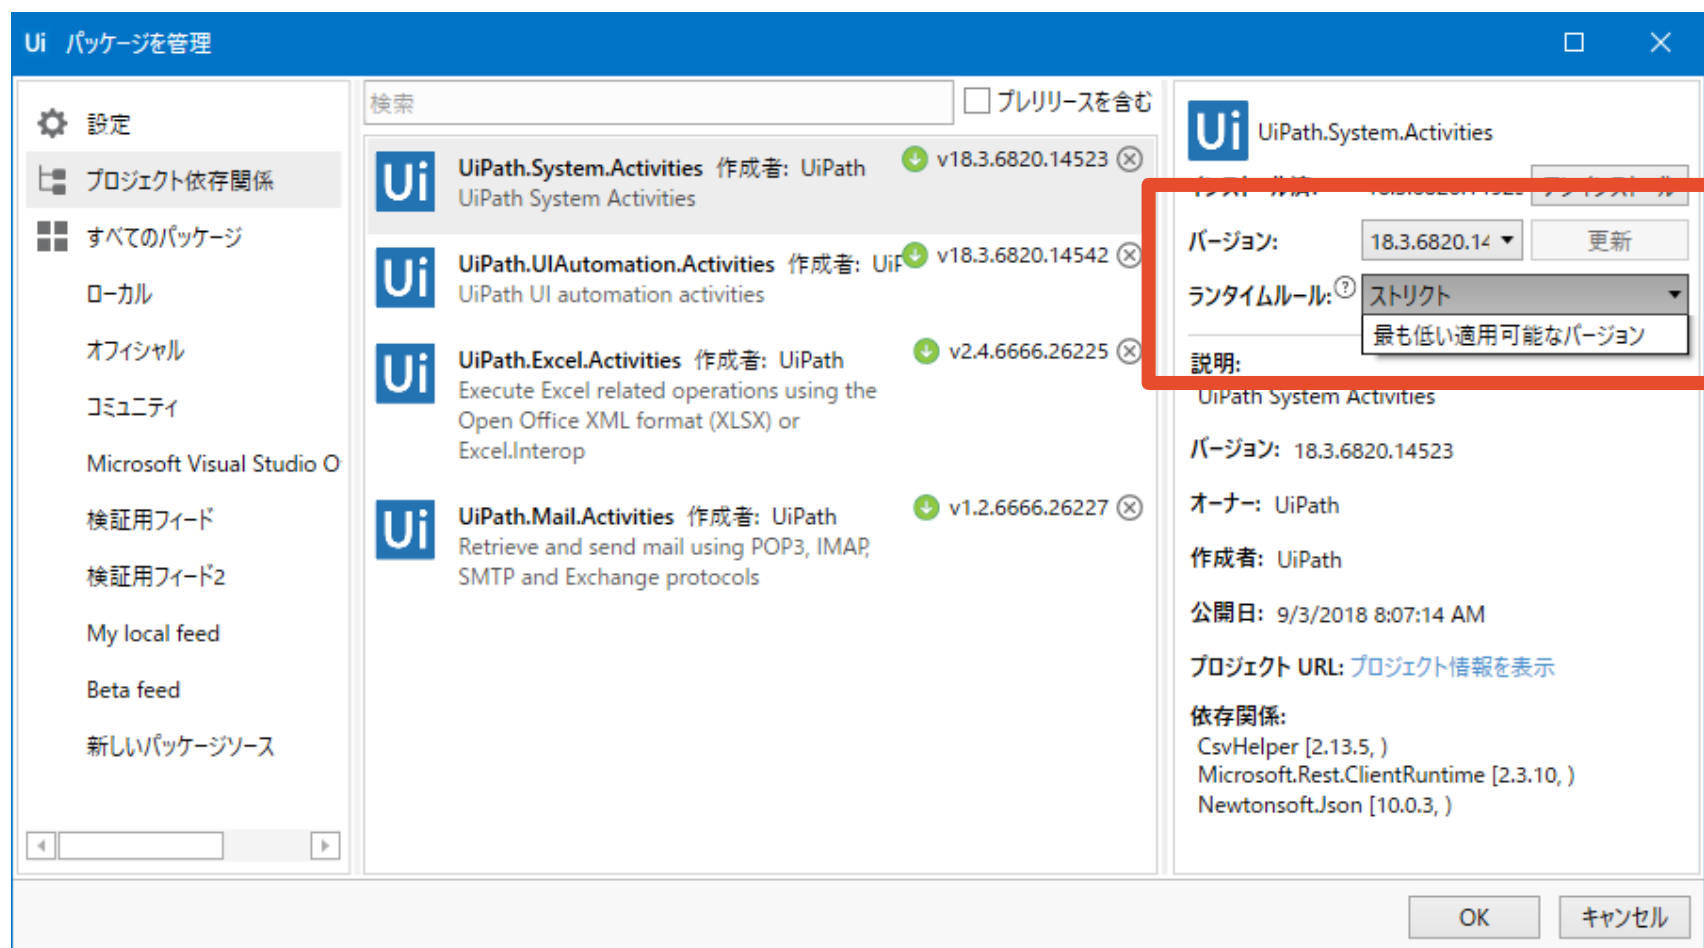 Ui パッケージを管理
設定
プロジェクト依存関係
すべてのパッケージ
ローカル
オフィシャル
コミュニティ
Microsoft Visual Studio O
検証用フィード
検証用フィード2
My local feed
Beta feed
新しいパッケージソース
検索
プレリリースを含む
Ui
UiPath.System.Activities 作成者: UiPath
v18.3.6820.14523
UiPath System Activities
Ui
UiPath.UIAutomation.Activities 作成者: UiP
v18.3.6820.14542
UiPath UI automation activities
Ui
UiPath.Excel.Activities 作成者: UiPath
v2.4.6666.26225
Execute Excel related operations using the
Open Office XML format (XLSX) or
Excel.Interop
Ui
UiPath.Mail.Activities 作成者: UiPath
v1.2.6666.26227
Retrieve and send mail using POP3, IMAP,
SMTP and Exchange protocols
Ui UiPath.System.Activities
バージョン: 18.3.6820.14 更新
ランタイムルール: ? ストリクト
最も低い適用可能なバージョン
説明:
UiPath System Activities
バージョン: 18.3.6820.14523
オーナー: UiPath
作成者: UiPath
公開日: 9/3/2018 8:07:14 AM
プロジェクト URL: プロジェクト情報を表示
依存関係:
CsvHelper [2.13.5, )
Microsoft.Rest.ClientRuntime [2.3.10, )
Newtonsoft.Json [10.0.3, )
OK キャンセル